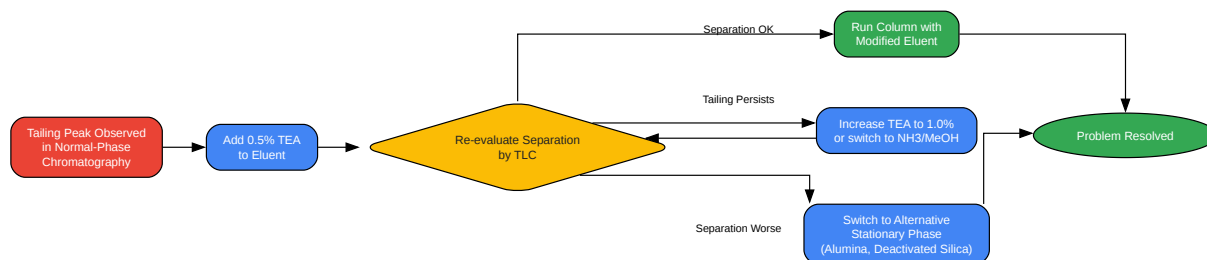 Tailing Peak Observed
in Normal-Phase
Chromatography
Add 0.5% TEA
to Eluent
Re-evaluate Separation
by TLC
Separation OK
Run Column with
Modified Eluent
Tailing Persists
Increase TEA to 1.0%
or switch to NH3/MeOH
Separation Worse
Switch to Alternative
Stationary Phase
(Alumina, Deactivated Silica)
Problem Resolved